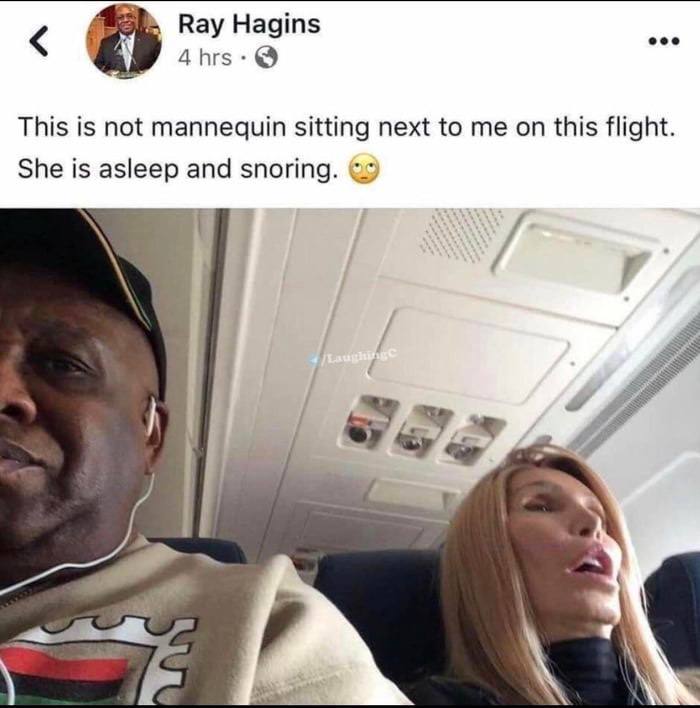 Ray Hagins
4 hrs ·
This is not mannequin sitting next to me on this flight.
She is asleep and snoring. 🙄
/LaughingC